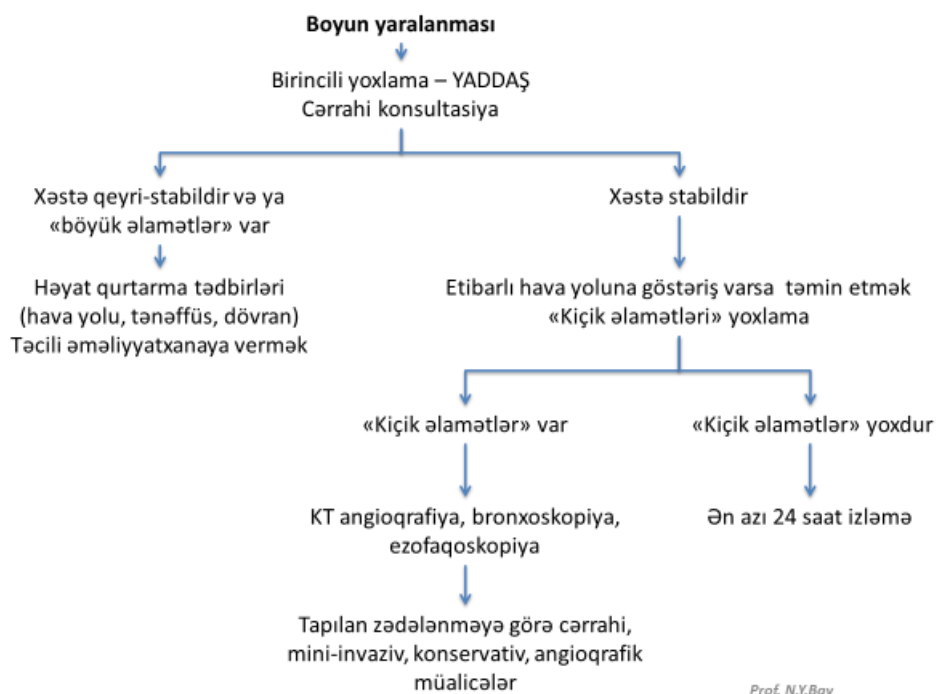 Boyun yaralanması
Birincili yoxlama – YADDAŞ
Cərrahi konsultasiya
Xəstə qeyri-stabildir və ya
«böyük əlamətlər» var
Xəstə stabildir
Həyat qurtarma tədbirləri
(hava yolu, tənəffüs, dövran)
Təcili əməliyyatxanaya vermək
Etibarlı hava yoluna göstəriş varsa təmin etmək
«Kiçik əlamətləri» yoxlama
«Kiçik əlamətlər» var
«Kiçik əlamətlər» yoxdur
KT angioqrafiya, bronxoskopiya,
ezofaqoskopiya
Ən azı 24 saat izləmə
Tapılan zədələnməyə görə cərrahi,
mini-invaziv, konservativ, angioqrafik
müalicələr
Prof. N.Y.Bay